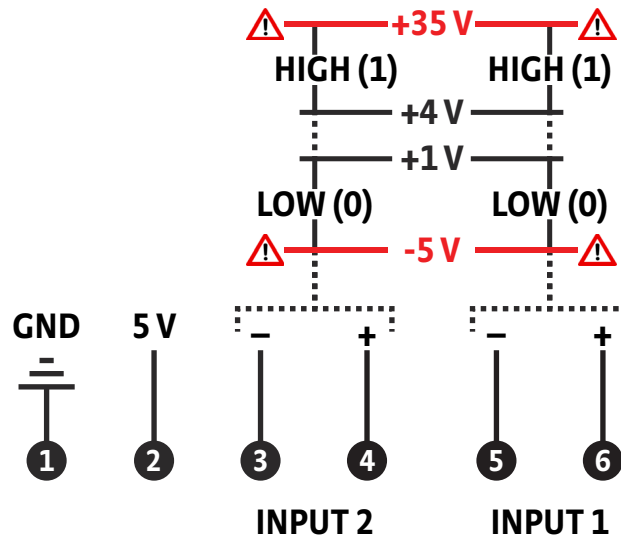 +35 V
HIGH (1) HIGH (1)
+4 V
+1 V
LOW (0) LOW (0)
-5 V
GND 5 V − + − +
1 2 3 4 5 6
INPUT 2 INPUT 1